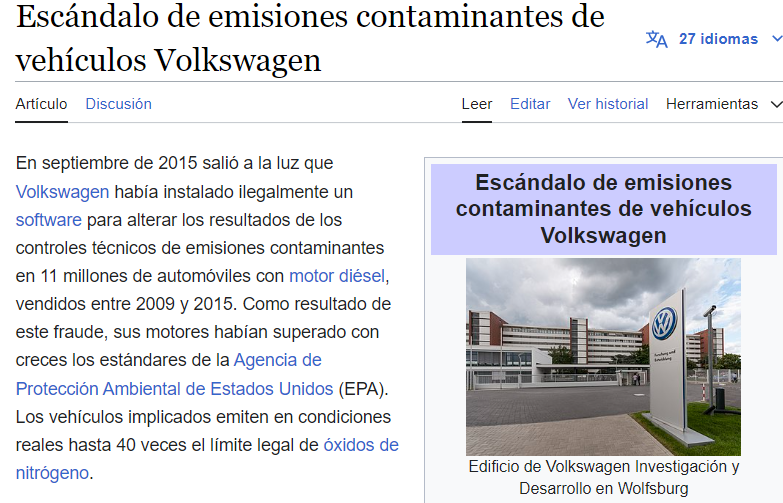 Escándalo de emisiones contaminantes de
vehículos Volkswagen
27 idiomas
Artículo
Discusión
Leer
Editar
Ver historial
Herramientas
En septiembre de 2015 salió a la luz que
Volkswagen había instalado ilegalmente un
software para alterar los resultados de los
controles técnicos de emisiones contaminantes
en 11 millones de automóviles con motor diésel,
vendidos entre 2009 y 2015. Como resultado de
este fraude, sus motores habían superado con
creces los estándares de la Agencia de
Protección Ambiental de Estados Unidos (EPA).
Los vehículos implicados emiten en condiciones
reales hasta 40 veces el límite legal de óxidos de
nitrógeno.
Escándalo de emisiones
contaminantes de vehículos
Volkswagen
Forschung und
Entwicklung
Edificio de Volkswagen Investigación y
Desarrollo en Wolfsburg